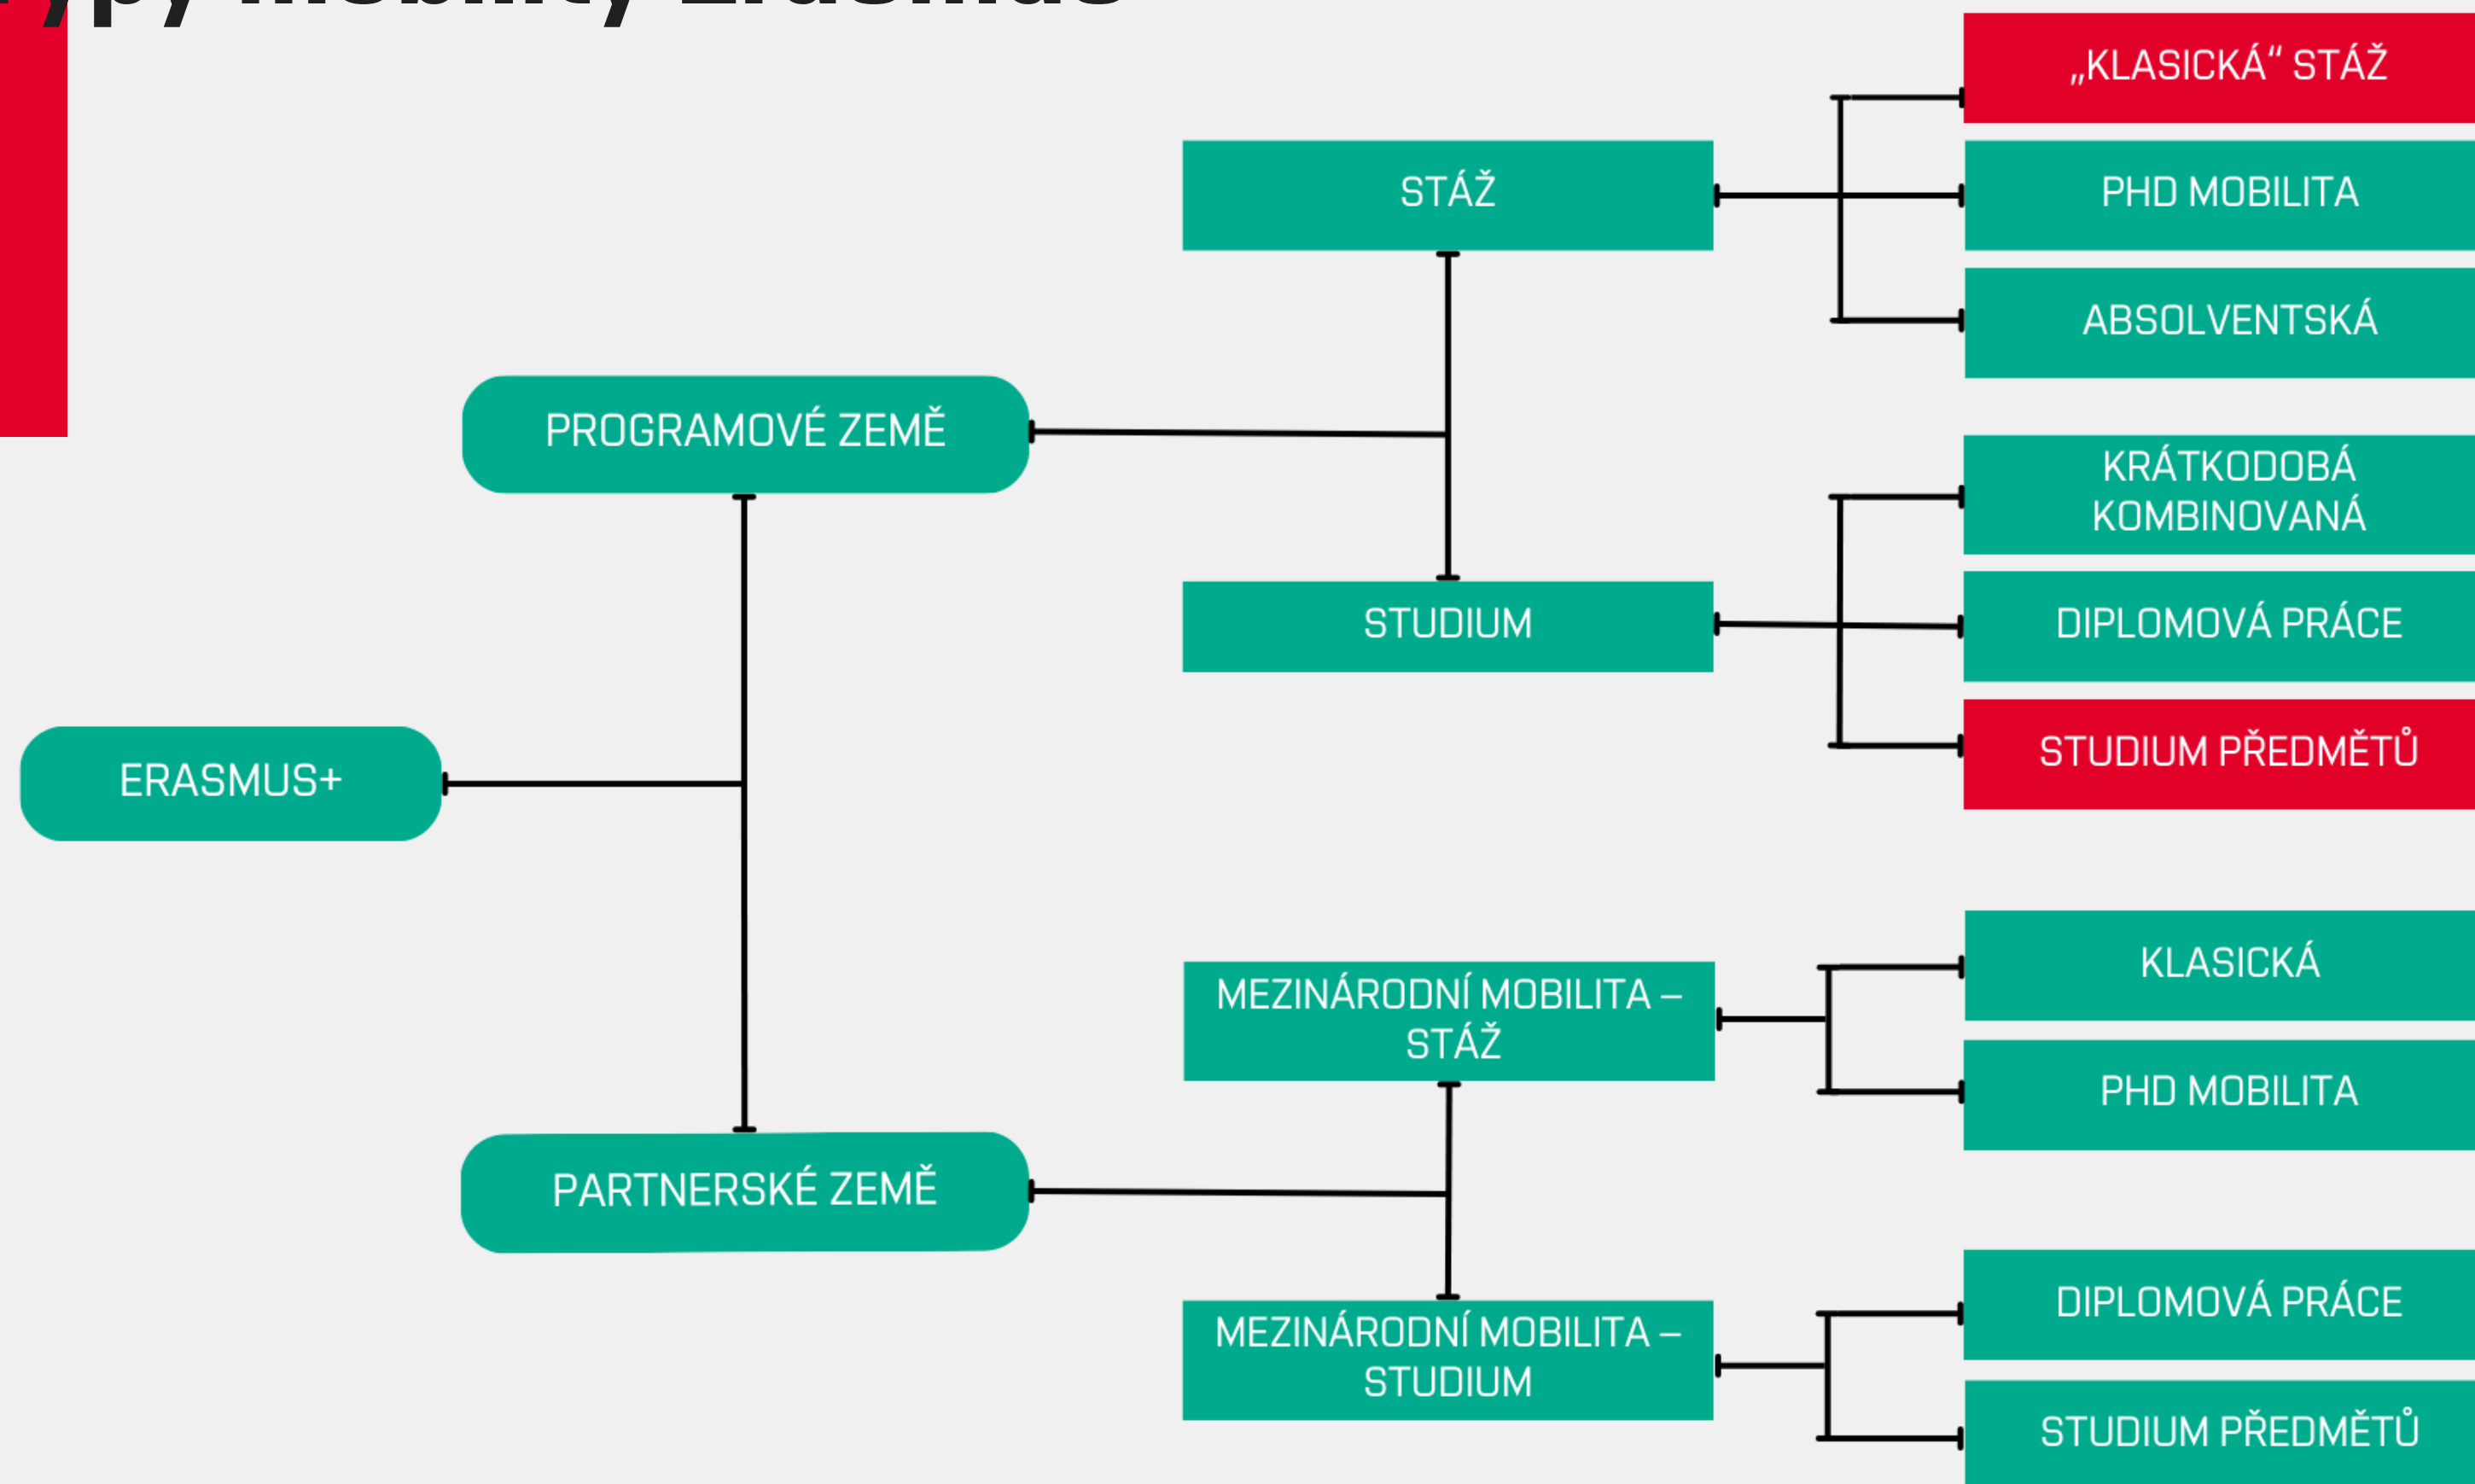 „KLASICKÁ“ STÁŽ
STÁŽ
PHD MOBILITA
ABSOLVENTSKÁ
PROGRAMOVÉ ZEMĚ
KRÁTKODOBÁ
KOMBINOVANÁ
STUDIUM
DIPLOMOVÁ PRÁCE
STUDIUM PŘEDMĚTŮ
ERASMUS+
KLASICKÁ
MEZINÁRODNÍ MOBILITA –
STÁŽ
PHD MOBILITA
PARTNERSKÉ ZEMĚ
DIPLOMOVÁ PRÁCE
MEZINÁRODNÍ MOBILITA –
STUDIUM
STUDIUM PŘEDMĚTŮ